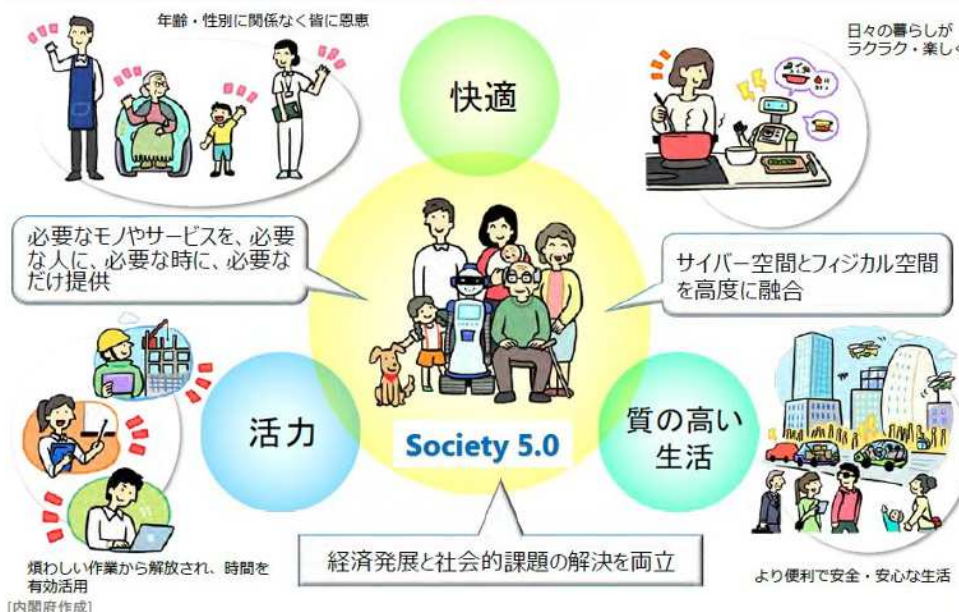 年齢・性別に関係なく皆に恩恵
日々の暮らしが
ラクラク・楽しく
快適
必要なモノやサービスを、必要
な人に、必要な時に、必要な
だけ提供
サイバー空間とフィジカル空間
を高度に融合
活力
Society 5.0
質の高い
生活
経済発展と社会的課題の解決を両立
煩わしい作業から解放され、時間を
有効活用
より便利で安全・安心な生活
[内閣府作成]